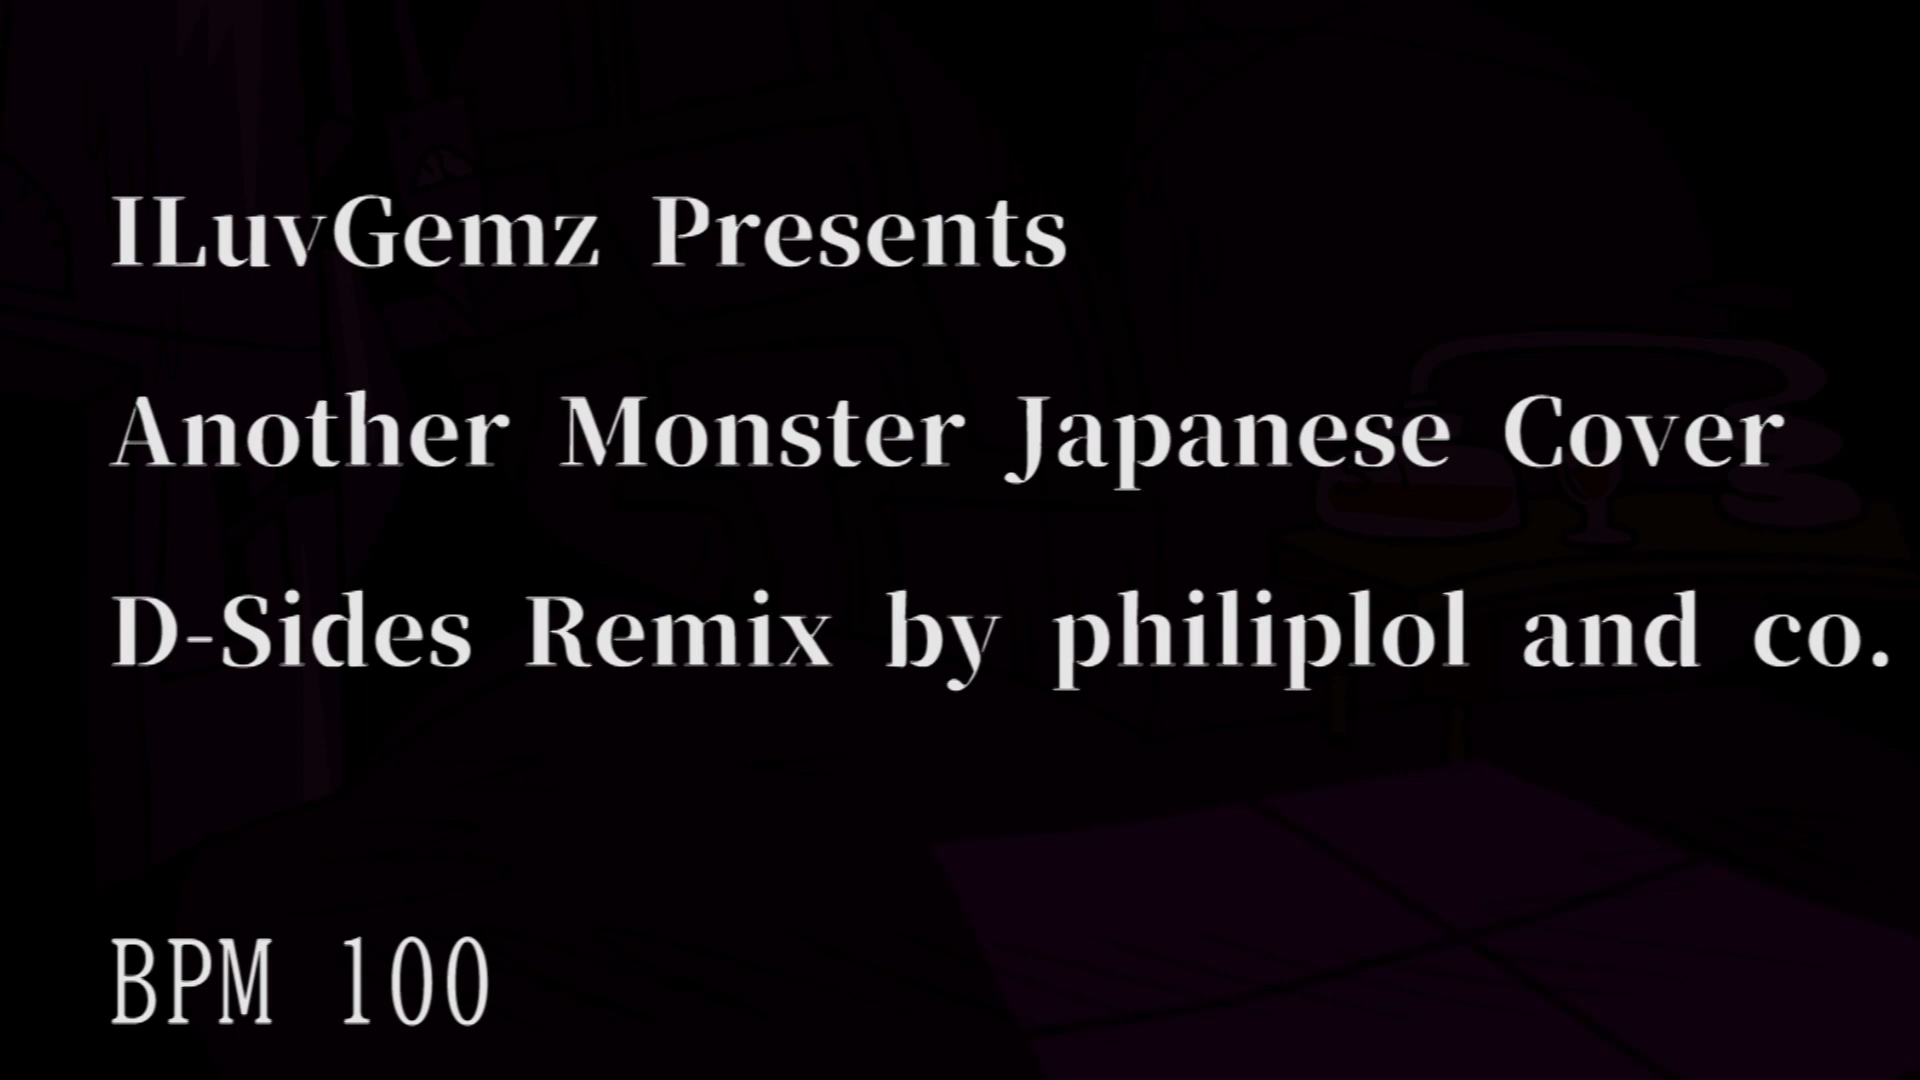 ILuvGemz Presents
Another Monster Japanese Cover
D-Sides Remix by philiplol and co.
BPM 100